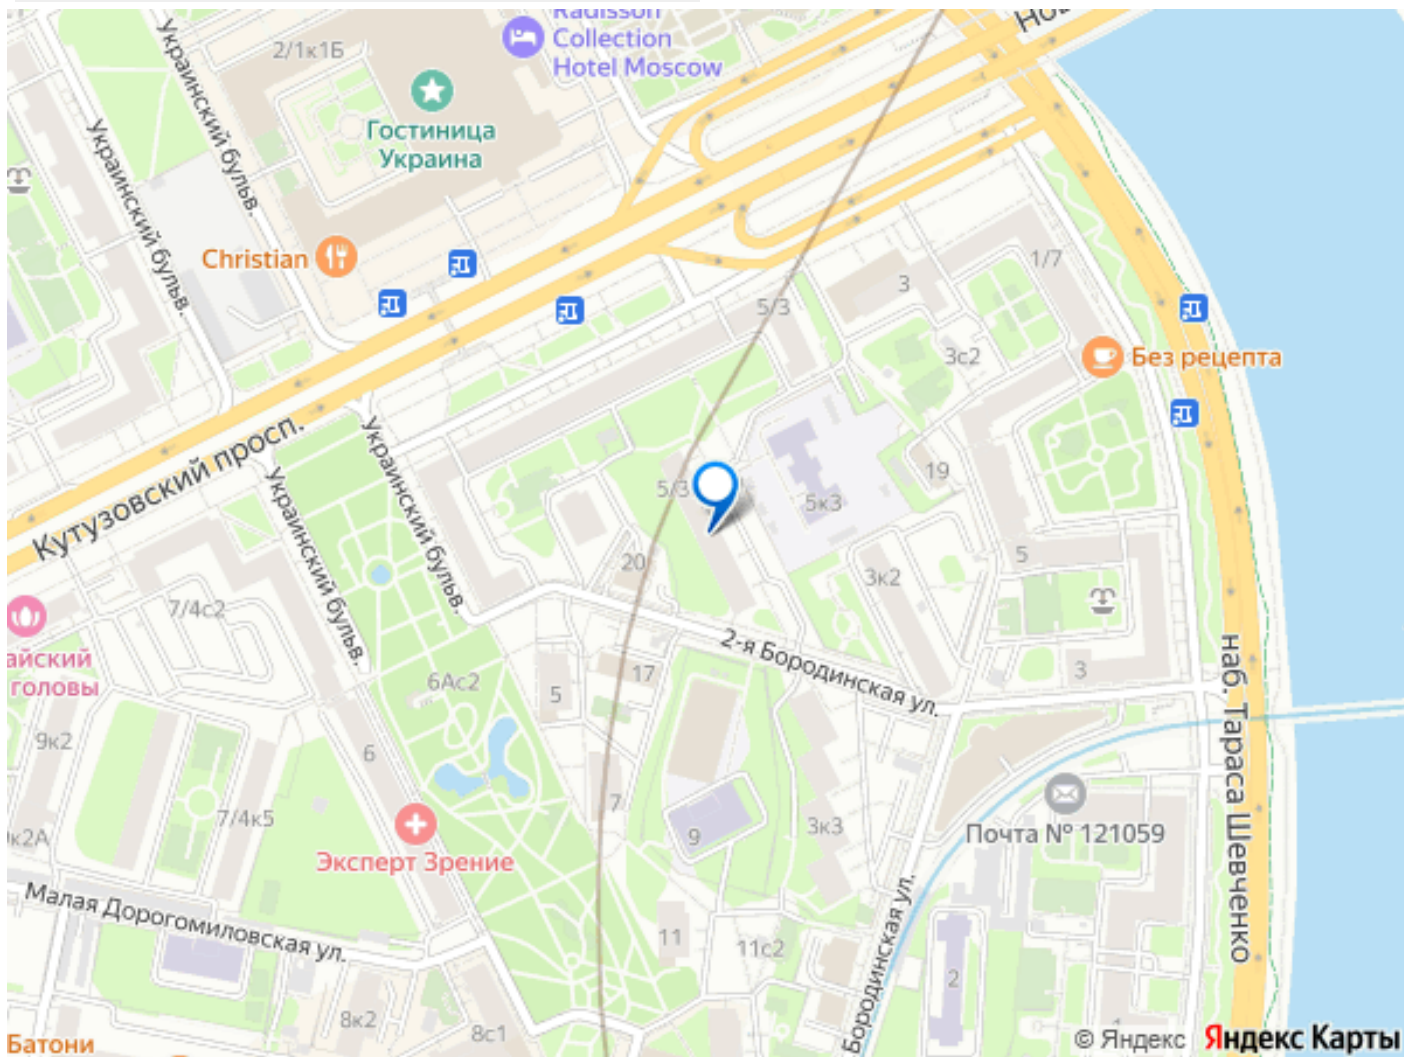 Radisson
Collection
Hotel Moscow
Украинский бульв.
2/1к1Б
Гостиница
Украина
Украинский бульв.
Christian
1/7
3
5/3
3с2
Без рецепта
Кутузовский просп.
Украинский бульв.
Украинский бульв.
5/3
5к3
19
20
3к2
5
7/4с2
айский
головы
2-я Бородинская ул.
наб. Тараса Шевченко
6Ас2
5
17
3
9к2
6
7
7/4к5
9
3к3
Почта № 121059
Эксперт Зрение
Малая Дорогомиловская ул.
Бородинская ул.
11
11с2
2
8к2
8с1
Батони
© Яндекс
Яндекс Карты